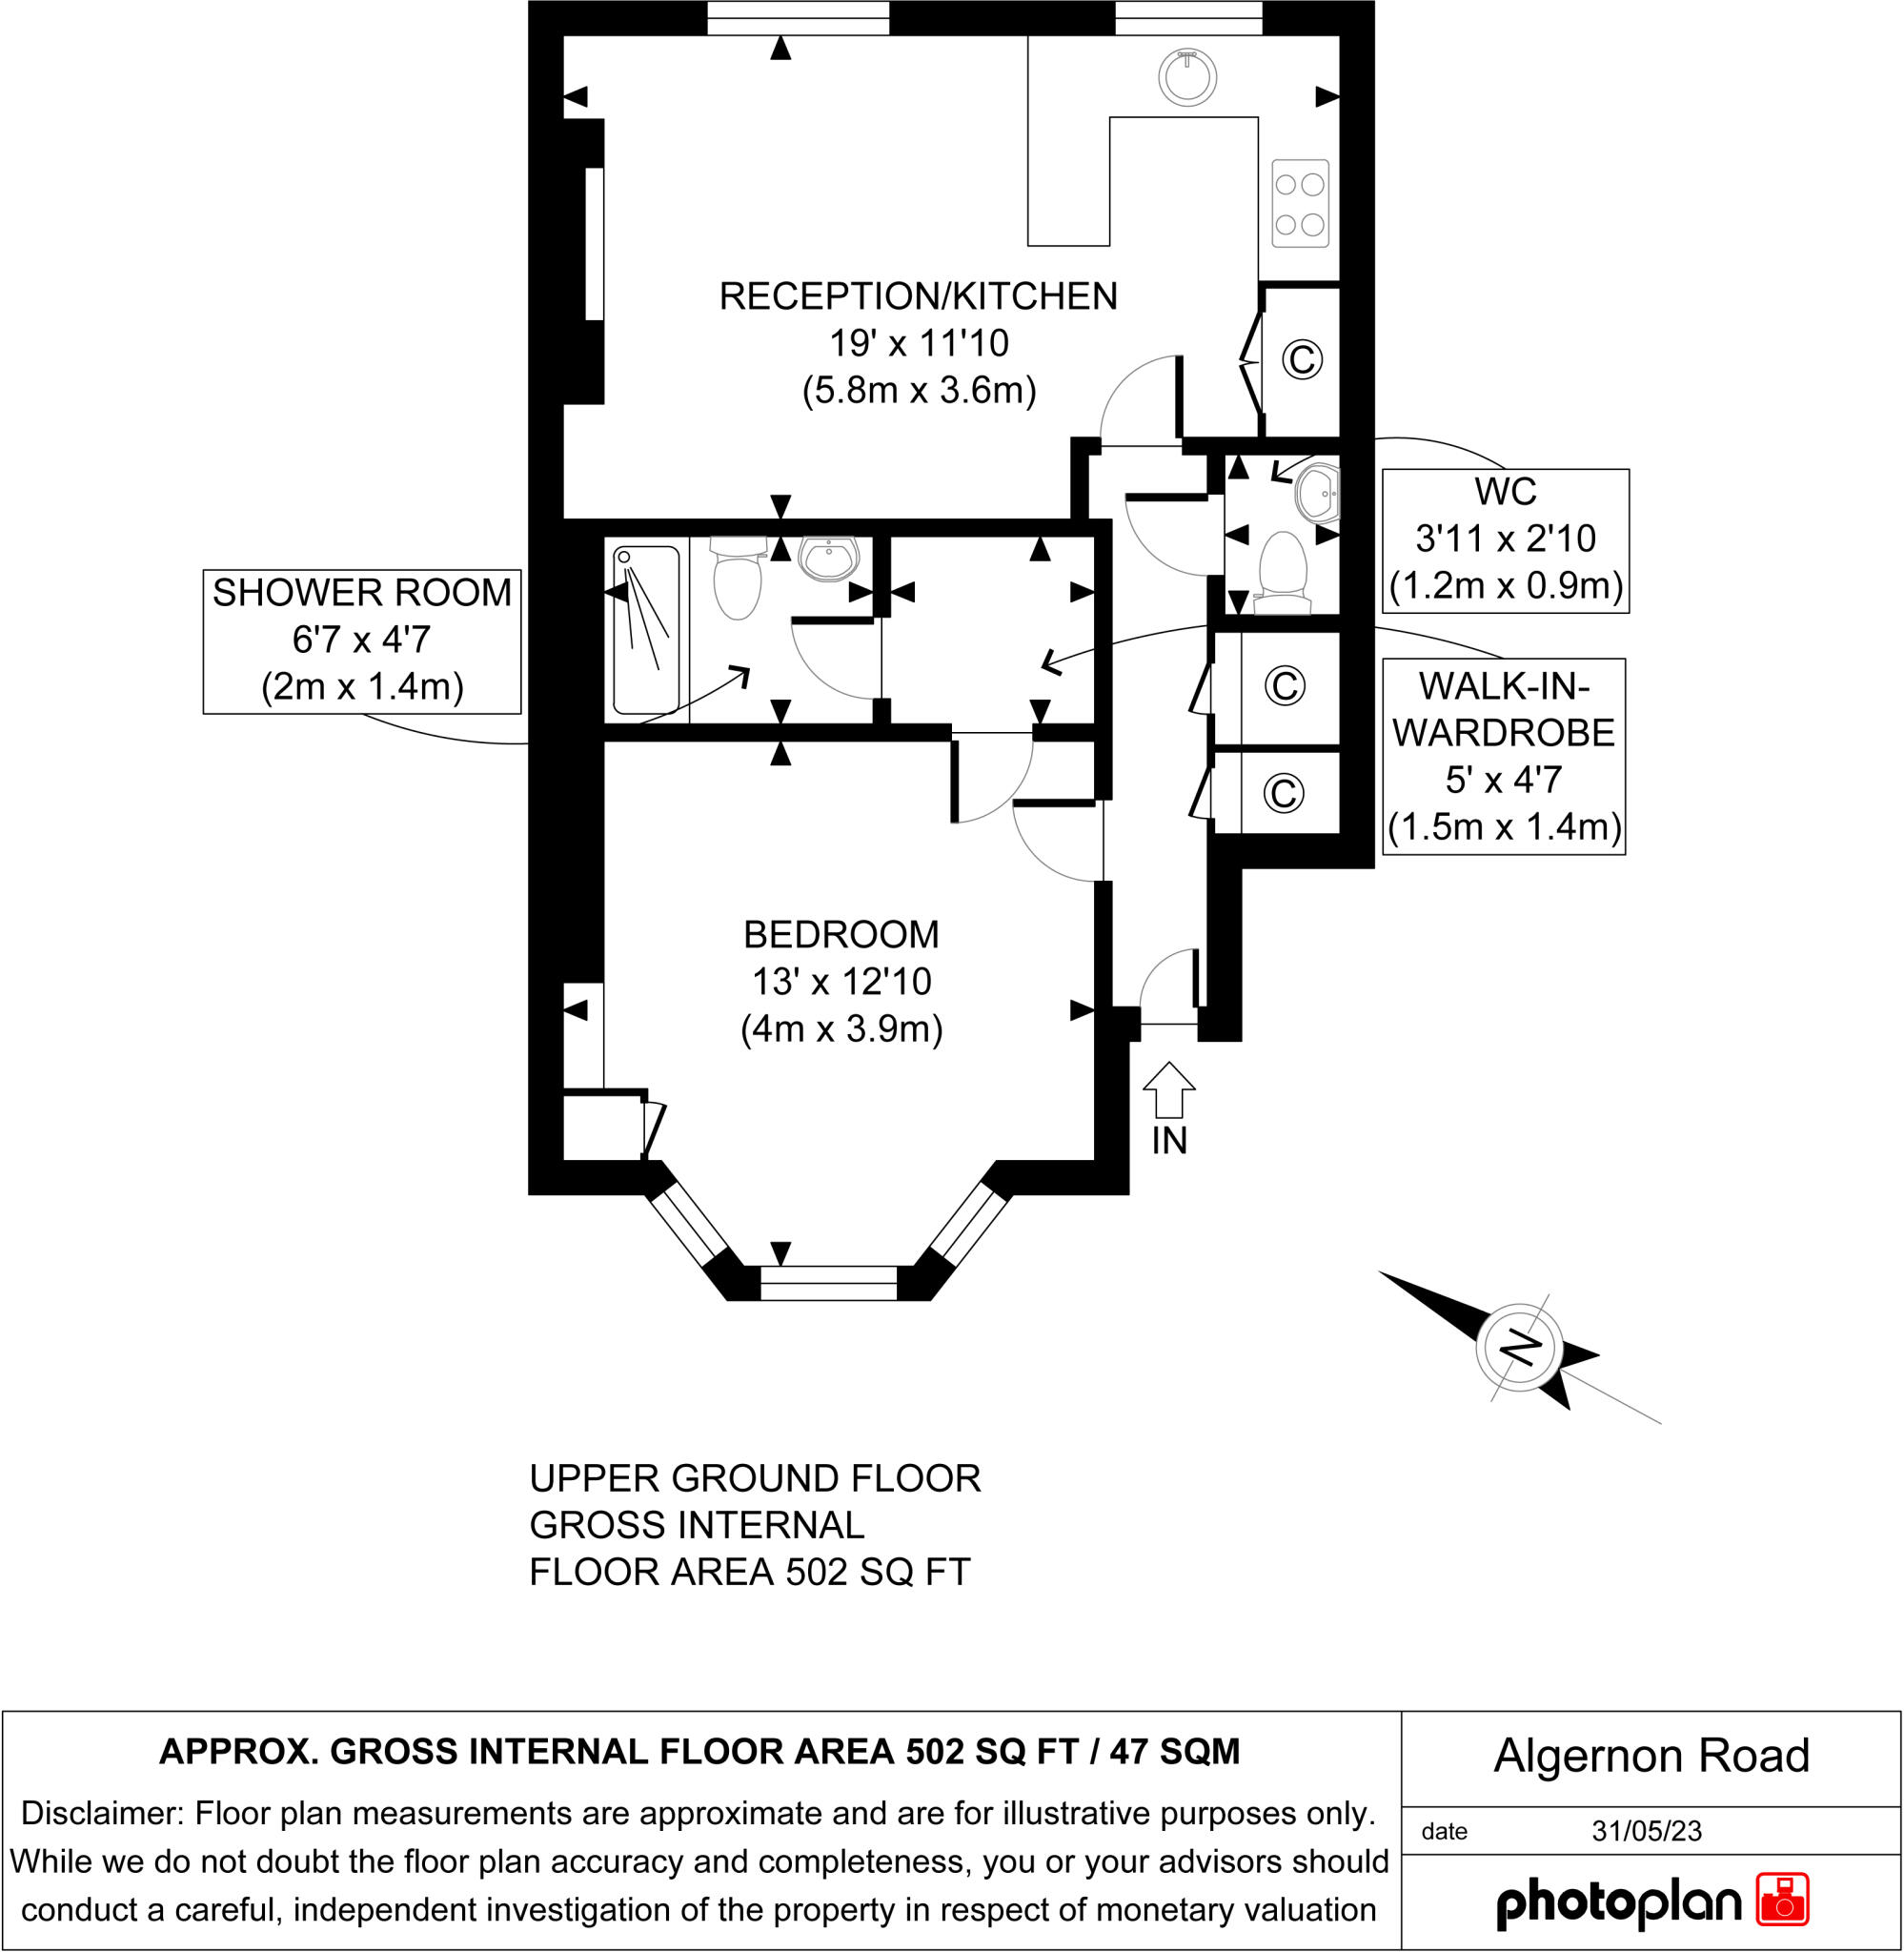 RECEPTION/KITCHEN
19' x 11'10
(5.8m x 3.6m)
C
WC
3'11 x 2'10
(1.2m x 0.9m)
SHOWER ROOM
6'7 x 4'7
(2m x 1.4m)
C
WALK-IN-
WARDROBE
5' x 4'7
(1.5m x 1.4m)
C
BEDROOM
13' x 12'10
(4m x 3.9m)
IN
N
UPPER GROUND FLOOR
GROSS INTERNAL
FLOOR AREA 502 SQ FT
APPROX. GROSS INTERNAL FLOOR AREA 502 SQ FT / 47 SQM
Disclaimer: Floor plan measurements are approximate and are for illustrative purposes only.
While we do not doubt the floor plan accuracy and completeness, you or your advisors should
conduct a careful, independent investigation of the property in respect of monetary valuation
Algernon Road
date 31/05/23
photoplan